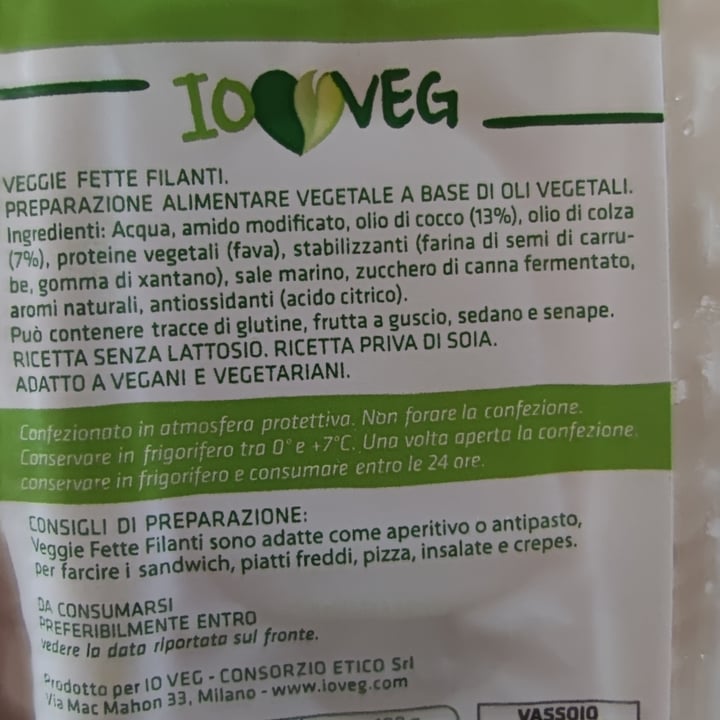 IO VEG
VEGGIE FETTE FILANTI.
PREPARAZIONE ALIMENTARE VEGETALE A BASE DI OLI VEGETALI.
Ingredienti: Acqua, amido modificato, olio di cocco (13%), olio di colza
(7%), proteine vegetali (fava), stabilizzanti (farina di semi di carru-
be, gomma di xantano), sale marino, zucchero di canna fermentato,
aromi naturali, antiossidanti (acido citrico).
Può contenere tracce di glutine, frutta a guscio, sedano e senape.
RICETTA SENZA LATTOSIO. RICETTA PRIVA DI SOIA.
ADATTO A VEGANI E VEGETARIANI.
Confezionato in atmosfera protettiva. Non forare la confezione.
Conservare in frigorifero tra 0° e +7°C. Una volta aperta la confezione,
conservare in frigorifero e consumare entro le 24 ore.
CONSIGLI DI PREPARAZIONE:
Veggie Fette Filanti sono adatte come aperitivo o antipasto,
per farcire i sandwich, piatti freddi, pizza, insalate e crepes.
DA CONSUMARSI
PREFERIBILMENTE ENTRO
vedere la data riportata sul fronte.
Prodotto per IO VEG - CONSORZIO ETICO Srl
Via Mac Mahon 33, Milano - www.ioveg.com
VASSOIO